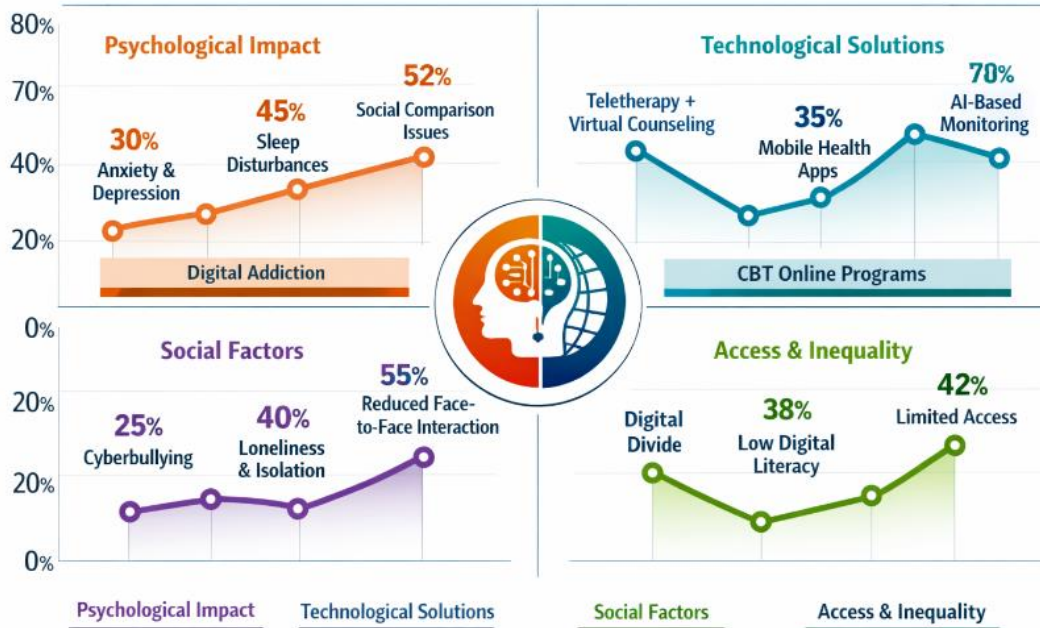 80%
70%
40%
20%
Psychological Impact
30%
Anxiety &
Depression
45%
Sleep
Disturbances
52%
Social Comparison
Issues
Digital Addiction
Technological Solutions
Teletherapy +
Virtual Counseling
35%
Mobile Health
Apps
70%
AI-Based
Monitoring
CBT Online Programs
0%
20%
20%
0%
Social Factors
25%
Cyberbullying
40%
Loneliness
& Isolation
55%
Reduced Face-
to-Face Interaction
Access & Inequality
Digital
Divide
38%
Low Digital
Literacy
42%
Limited Access
Psychological Impact
Technological Solutions
Social Factors
Access & Inequality